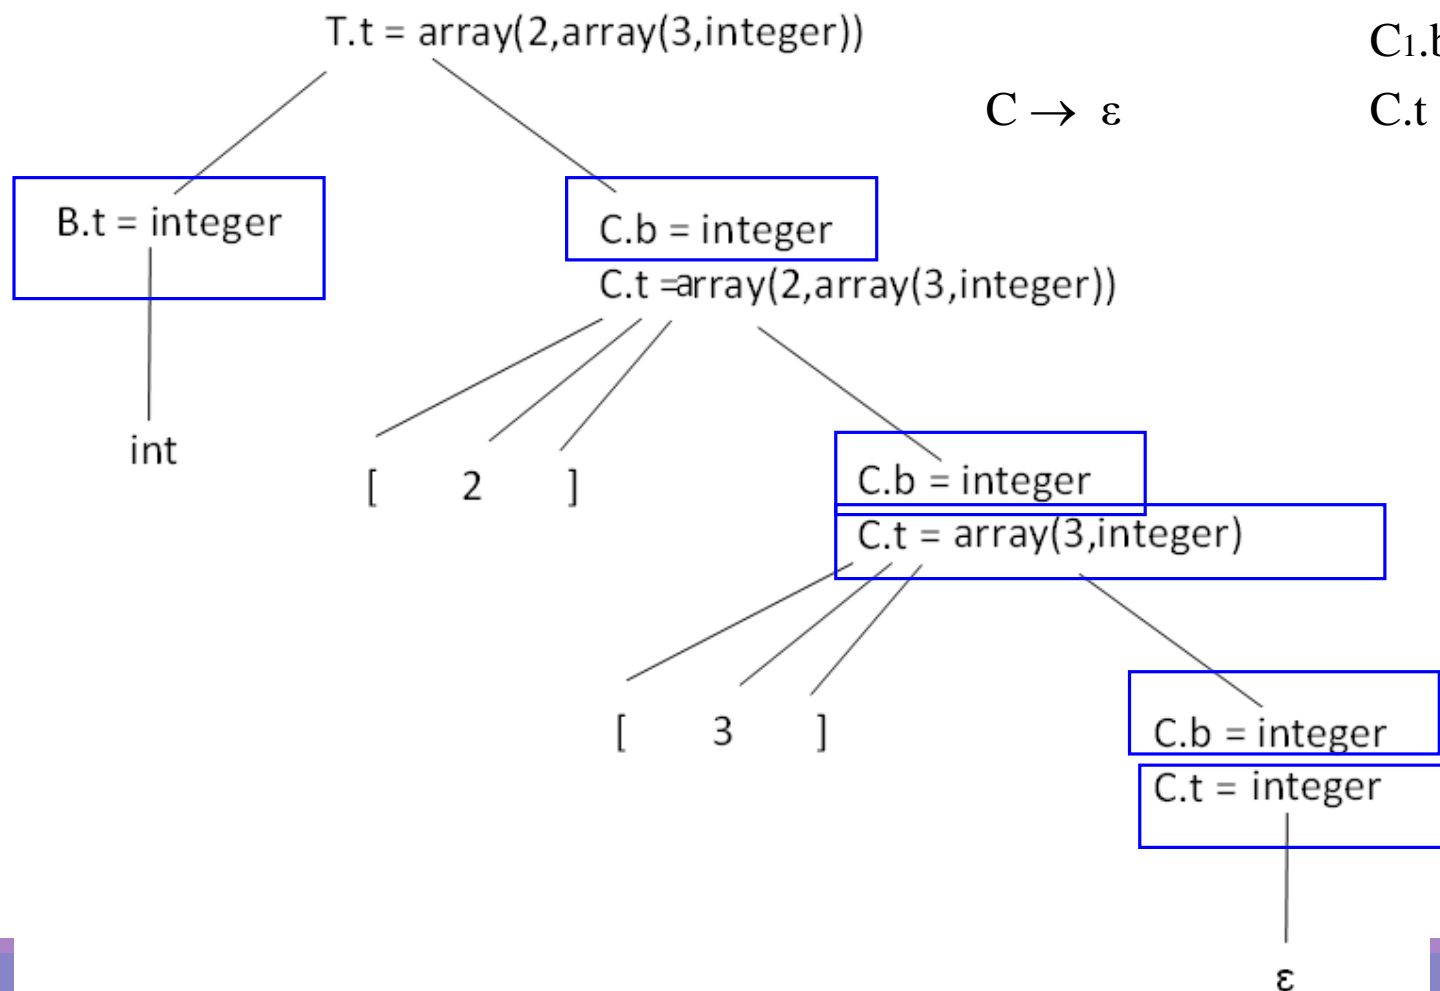 T.t = array(2,array(3,integer))
C₁.b
C → ε
C.t
B.t = integer
C.b = integer
C.t =array(2,array(3,integer))
int
[ 2 ]
C.b = integer
C.t = array(3,integer)
[ 3 ]
C.b = integer
C.t = integer
ε